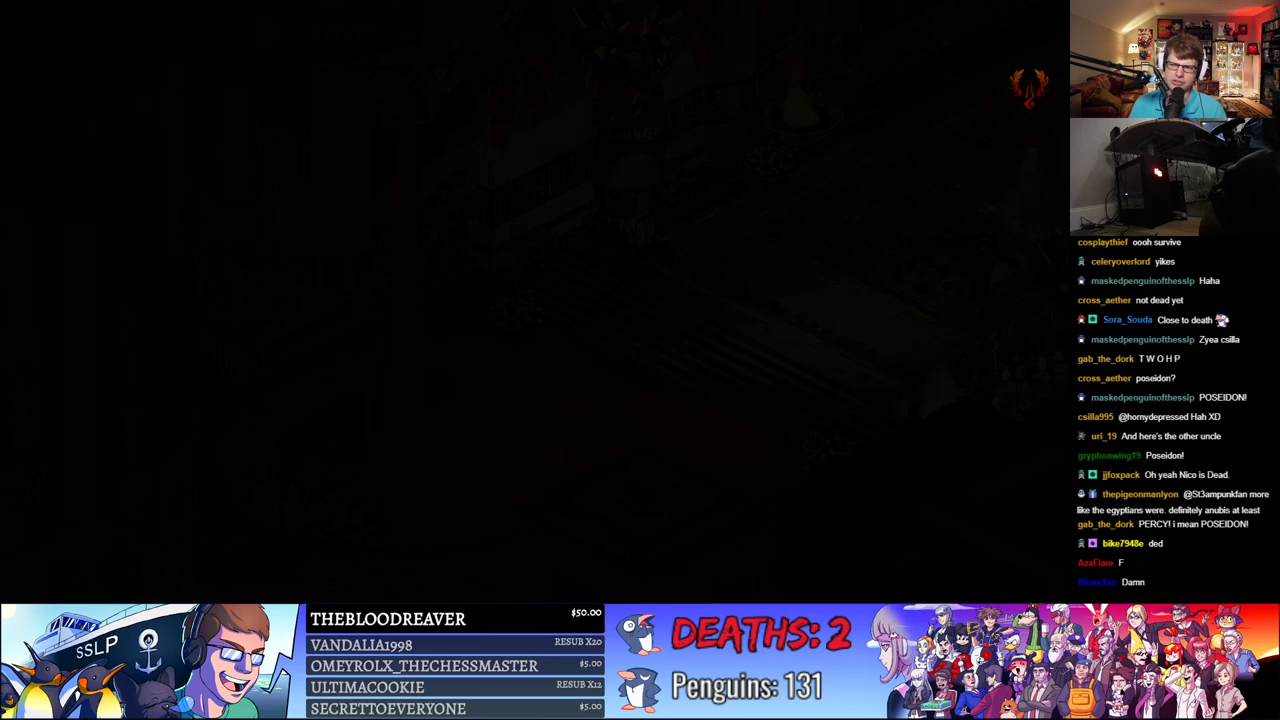 cosplaythief oooh survive
celeryoverlord yikes
maskedpenguinofthesslp Haha
cross_aether not dead yet
Sora_Souda Close to death
maskedpenguinofthesslp Zyea csilla
gab_the_dork T W O H P
cross_aether poseidon?
maskedpenguinofthesslp POSEIDON!
csilla995 @hornydepressed Hah XD
uri_19 And here's the other uncle
gryphonwing19 Poseidon!
jjfoxpack Oh yeah Nico is Dead.
thepigeonmanlyon @St3ampunkfan more
like the egyptians were. definitely anubis at least
gab_the_dork PERCY! i mean POSEIDON!
bike7948e ded
AzaFlare F
Damn
SSLP
THEBLOODREAVER $50.00
VANDALIA1998 RESUB X20
OMEYROLX_THECHESSMASTER $5.00
ULTIMACOOKIE RESUB X12
SECRETTOEVERYONE $5.00
DEATHS: 2
Penguins: 131